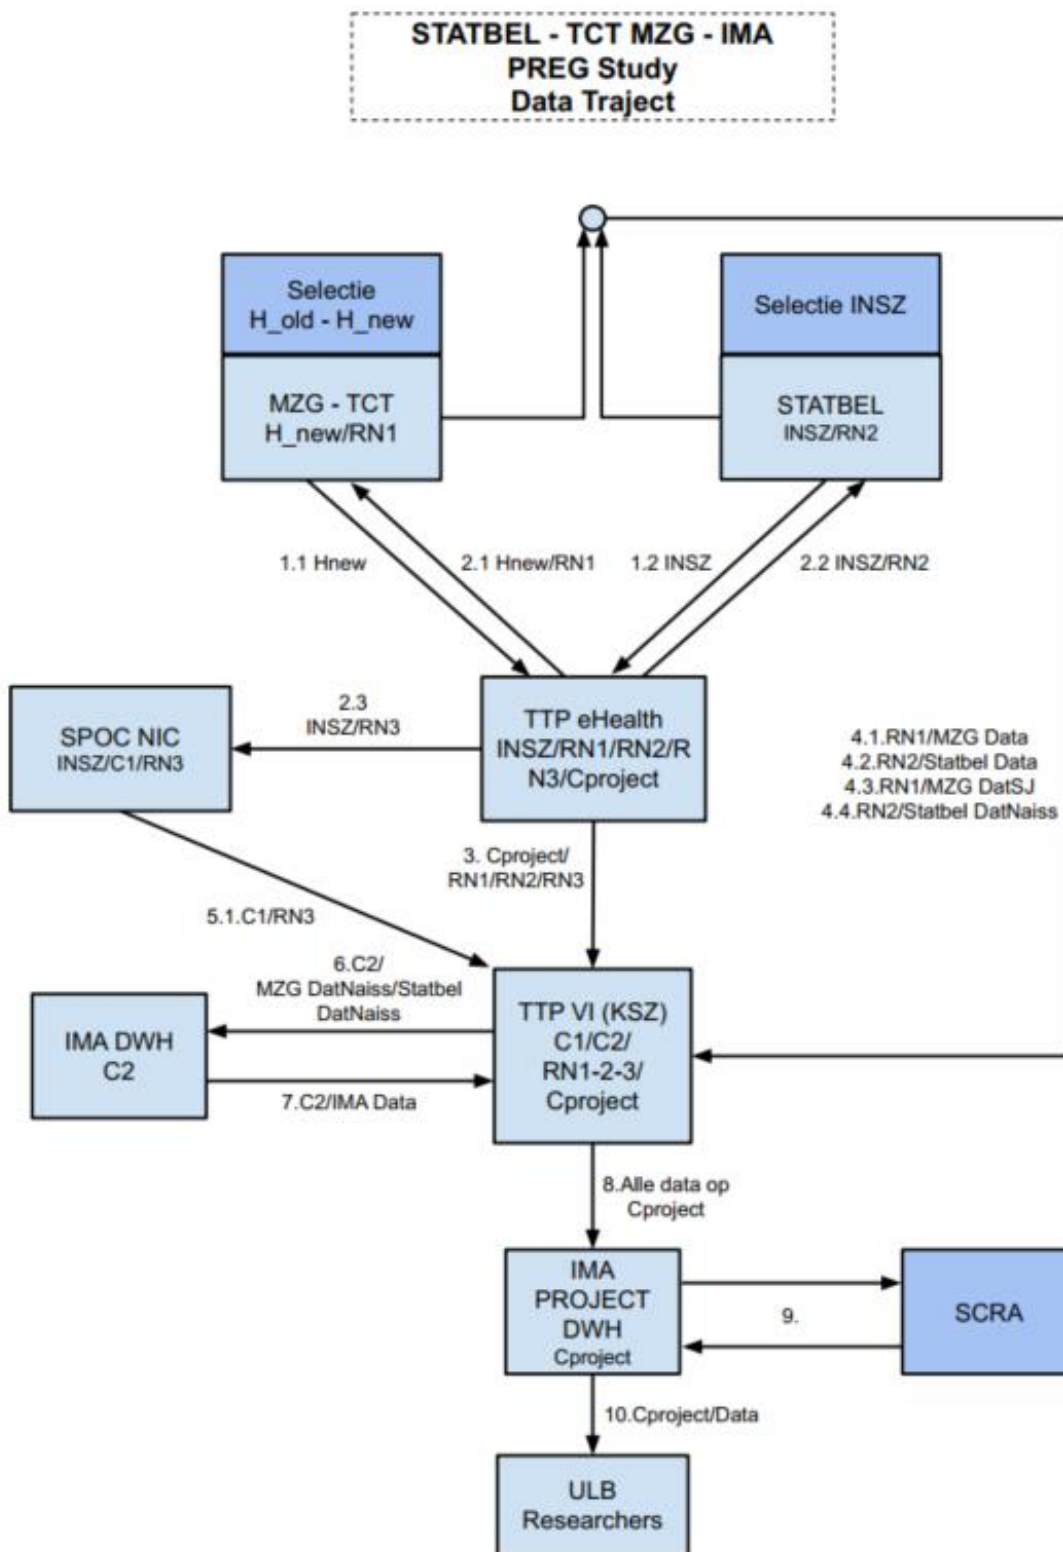 STATBEL - TCT MZG - IMA
PREG Study
Data Traject
Selectie
H_old - H_new
Selectie INSZ
MZG - TCT
H_new/RN1
STATBEL
INSZ/RN2
1.1 Hnew
2.1 Hnew/RN1
1.2 INSZ
2.2 INSZ/RN2
SPOC NIC
INSZ/C1/RN3
2.3
INSZ/RN3
TTP eHealth
INSZ/RN1/RN2/R
N3/Cproject
4.1.RN1/MZG Data
4.2.RN2/Statbel Data
4.3.RN1/MZG DatSJ
4.4.RN2/Statbel DatNaiss
3. Cproject/
RN1/RN2/RN3
5.1.C1/RN3
6.C2/
MZG DatNaiss/Statbel
DatNaiss
IMA DWH
C2
TTP VI (KSZ)
C1/C2/
RN1-2-3/
Cproject
7.C2/IMA Data
8.Alle data op
Cproject
IMA
PROJECT
DWH
Cproject
9.
SCRA
10.Cproject/Data
ULB
Researchers